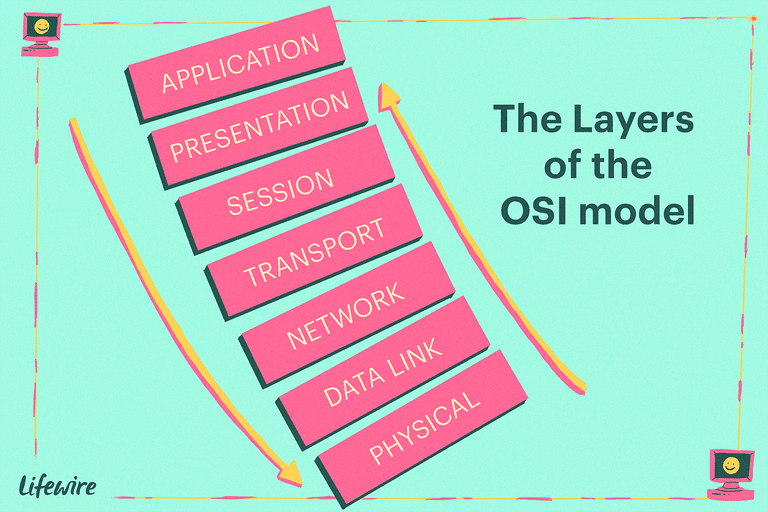 APPLICATION
PRESENTATION
SESSION
TRANSPORT
NETWORK
DATA LINK
PHYSICAL
The Layers
of the
OSI model
Lifewire